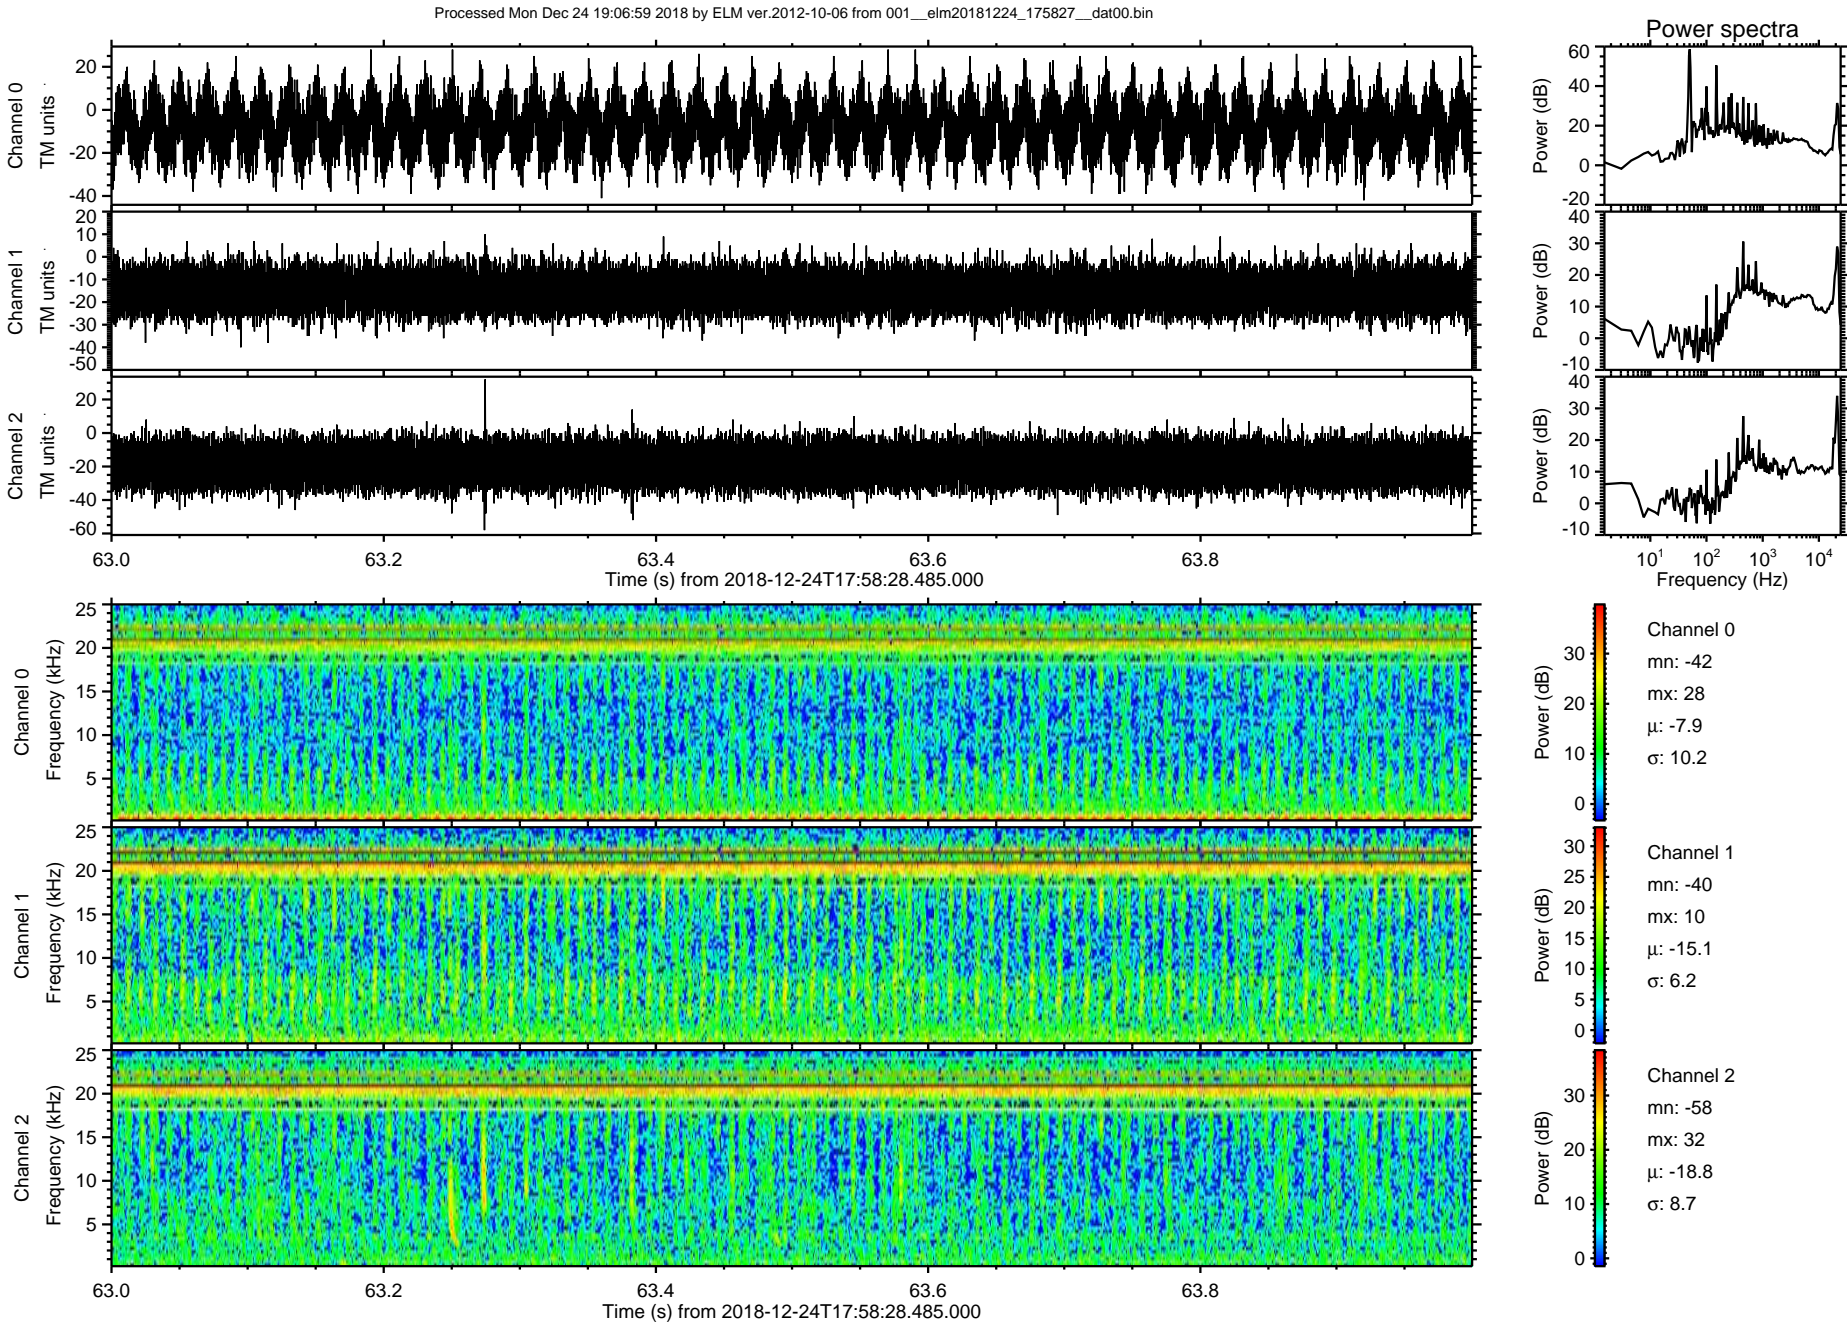 Processed Mon Dec 24 19:06:59 2018 by ELM ver.2012-10-06 from 001__elm20181224_175827__dat00.bin
Power spectra
Channel 0
TM units
20
0
-20
-40
Power (dB)
60
40
20
0
-20
Channel 1
TM units
20
10
0
-10
-20
-30
-40
-50
Power (dB)
40
30
20
10
0
-10
Channel 2
TM units
20
0
-20
-40
-60
Power (dB)
40
30
20
10
0
-10
63.0 63.2 63.4 63.6 63.8
Time (s) from 2018-12-24T17:58:28.485.000
10¹ 10² 10³ 10⁴
Frequency (Hz)
Channel 0
Frequency (kHz)
25
20
15
10
5
Power (dB)
30
20
10
0
Channel 0
mn: -42
mx: 28
μ: -7.9
σ: 10.2
Channel 1
Frequency (kHz)
25
20
15
10
5
Power (dB)
30
25
20
15
10
5
0
Channel 1
mn: -40
mx: 10
μ: -15.1
σ: 6.2
Channel 2
Frequency (kHz)
25
20
15
10
5
Power (dB)
30
20
10
0
Channel 2
mn: -58
mx: 32
μ: -18.8
σ: 8.7
63.0 63.2 63.4 63.6 63.8
Time (s) from 2018-12-24T17:58:28.485.000